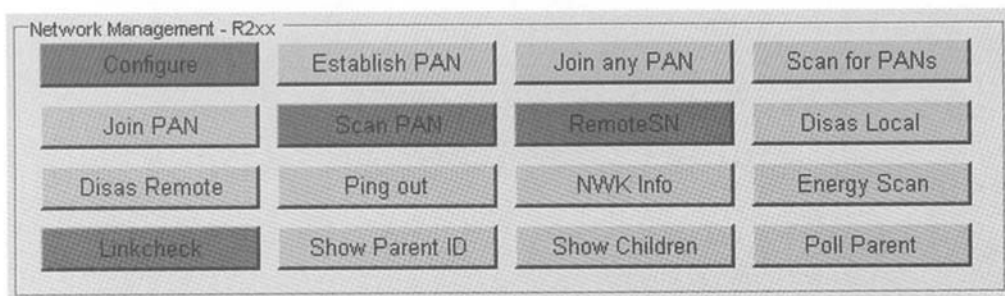 Network Management - R2xx
Configure Establish PAN Join any PAN Scan for PANs
Join PAN Scan PAN RemoteSN Disas Local
Disas Remote Ping out NWK Info Energy Scan
Linkcheck Show Parent ID Show Children Poll Parent